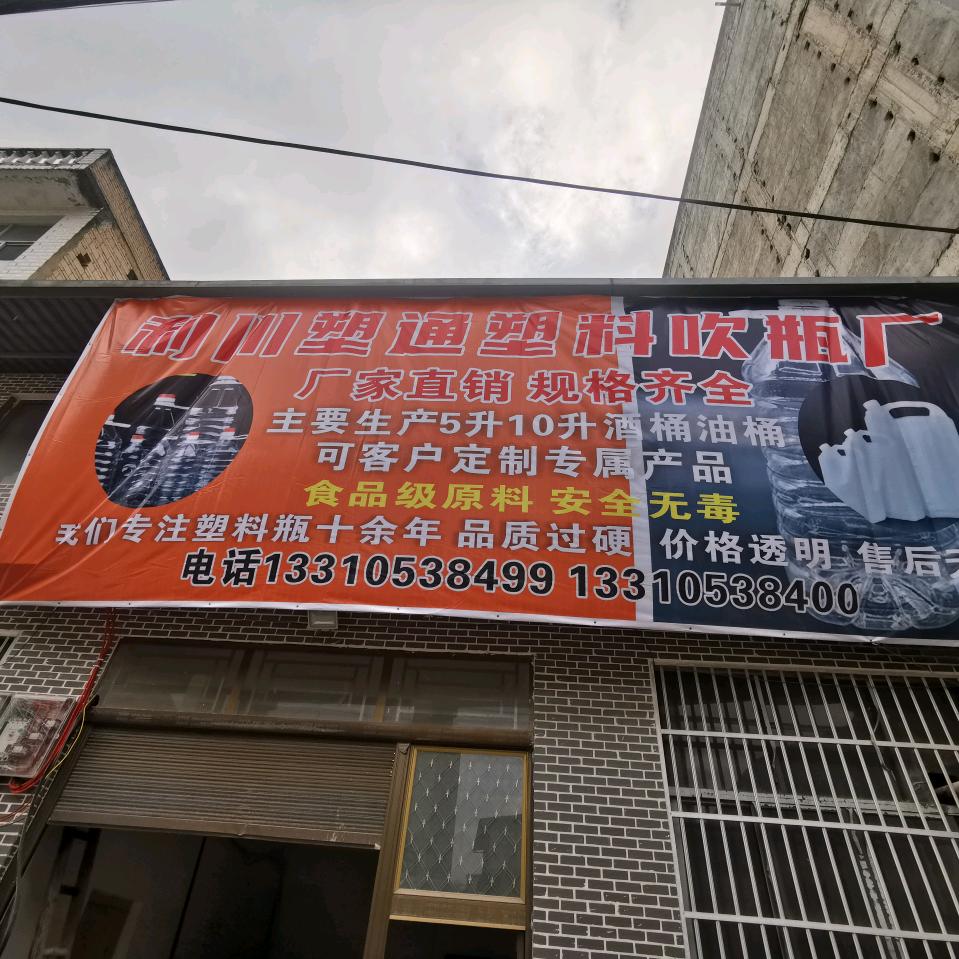 利川塑通塑料吹瓶厂
厂家直销 规格齐全
主要生产5升10升酒桶油桶
可客户定制专属产品
食品级原料 安全无毒
我们专注塑料瓶十余年 品质过硬 价格透明 售后
电话13310538499 13310538400